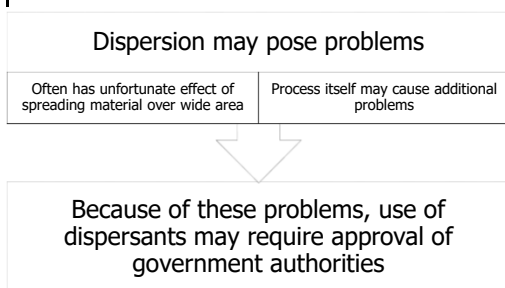 Dispersion may pose problems
Often has unfortunate effect of
spreading material over wide area
Process itself may cause additional
problems
Because of these problems, use of
dispersants may require approval of
government authorities